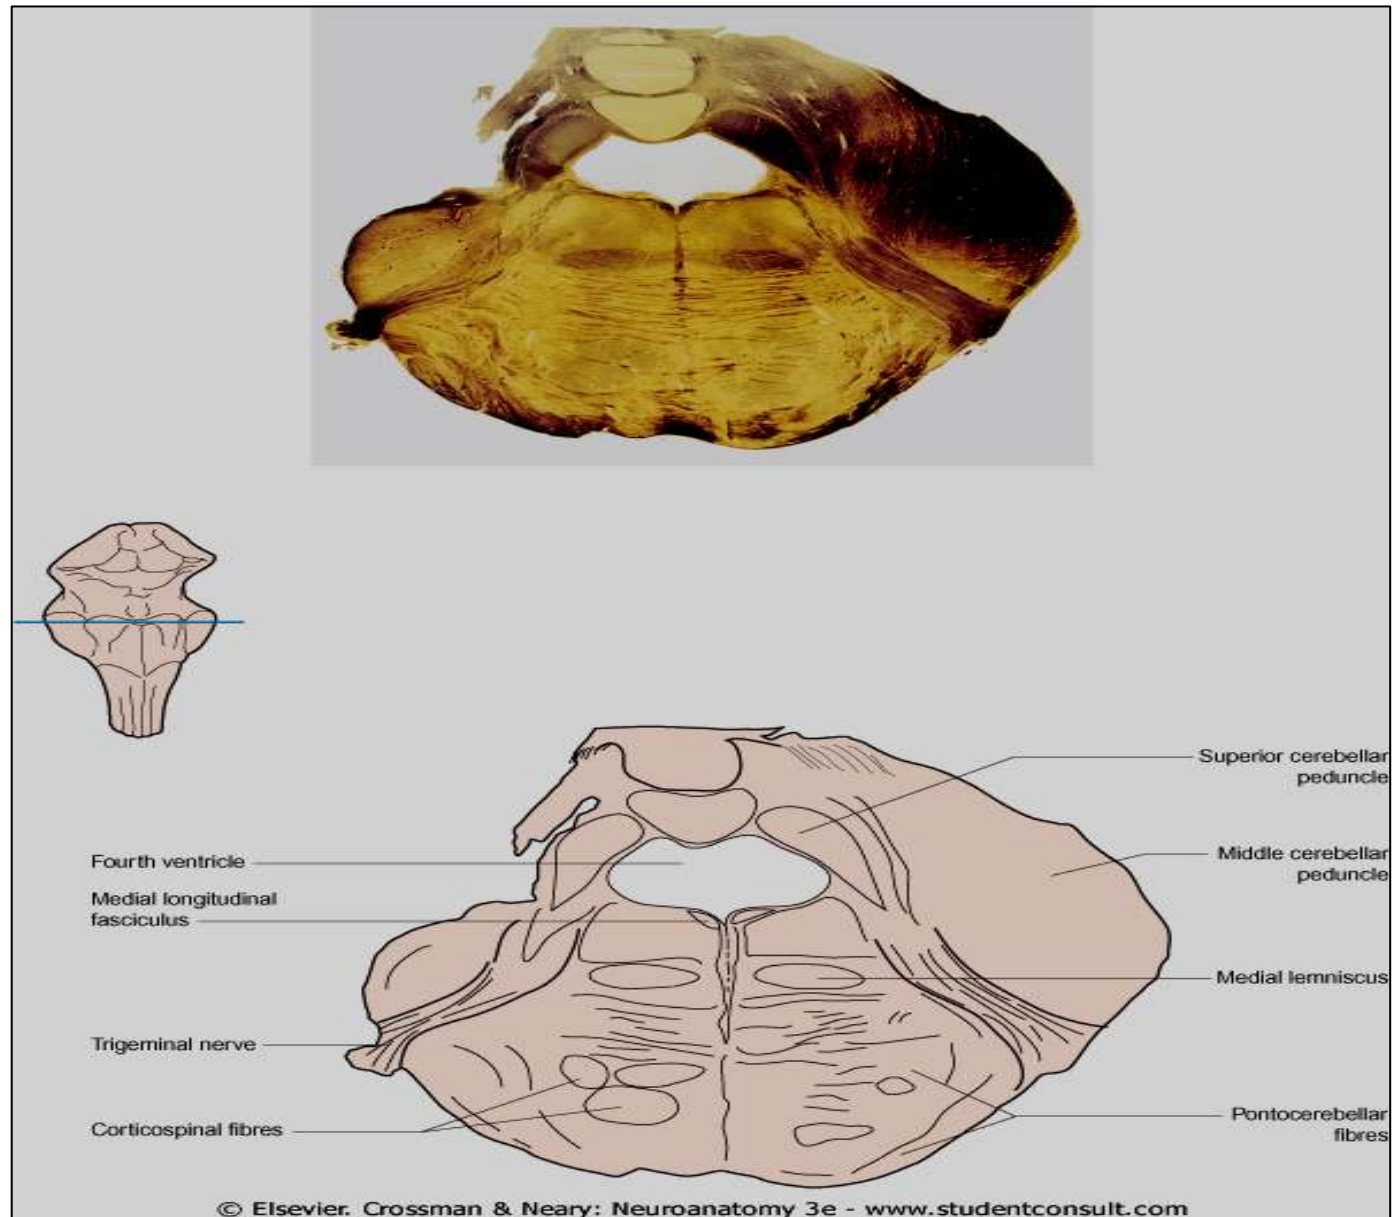 Superior cerebellar
peduncle
Fourth ventricle
Middle cerebellar
peduncle
Medial longitudinal
fasciculus
Medial lemniscus
Trigeminal nerve
Corticospinal fibres
Pontocerebellar
fibres
© Elsevier. Crossman & Neary: Neuroanatomy 3e - www.studentconsult.com